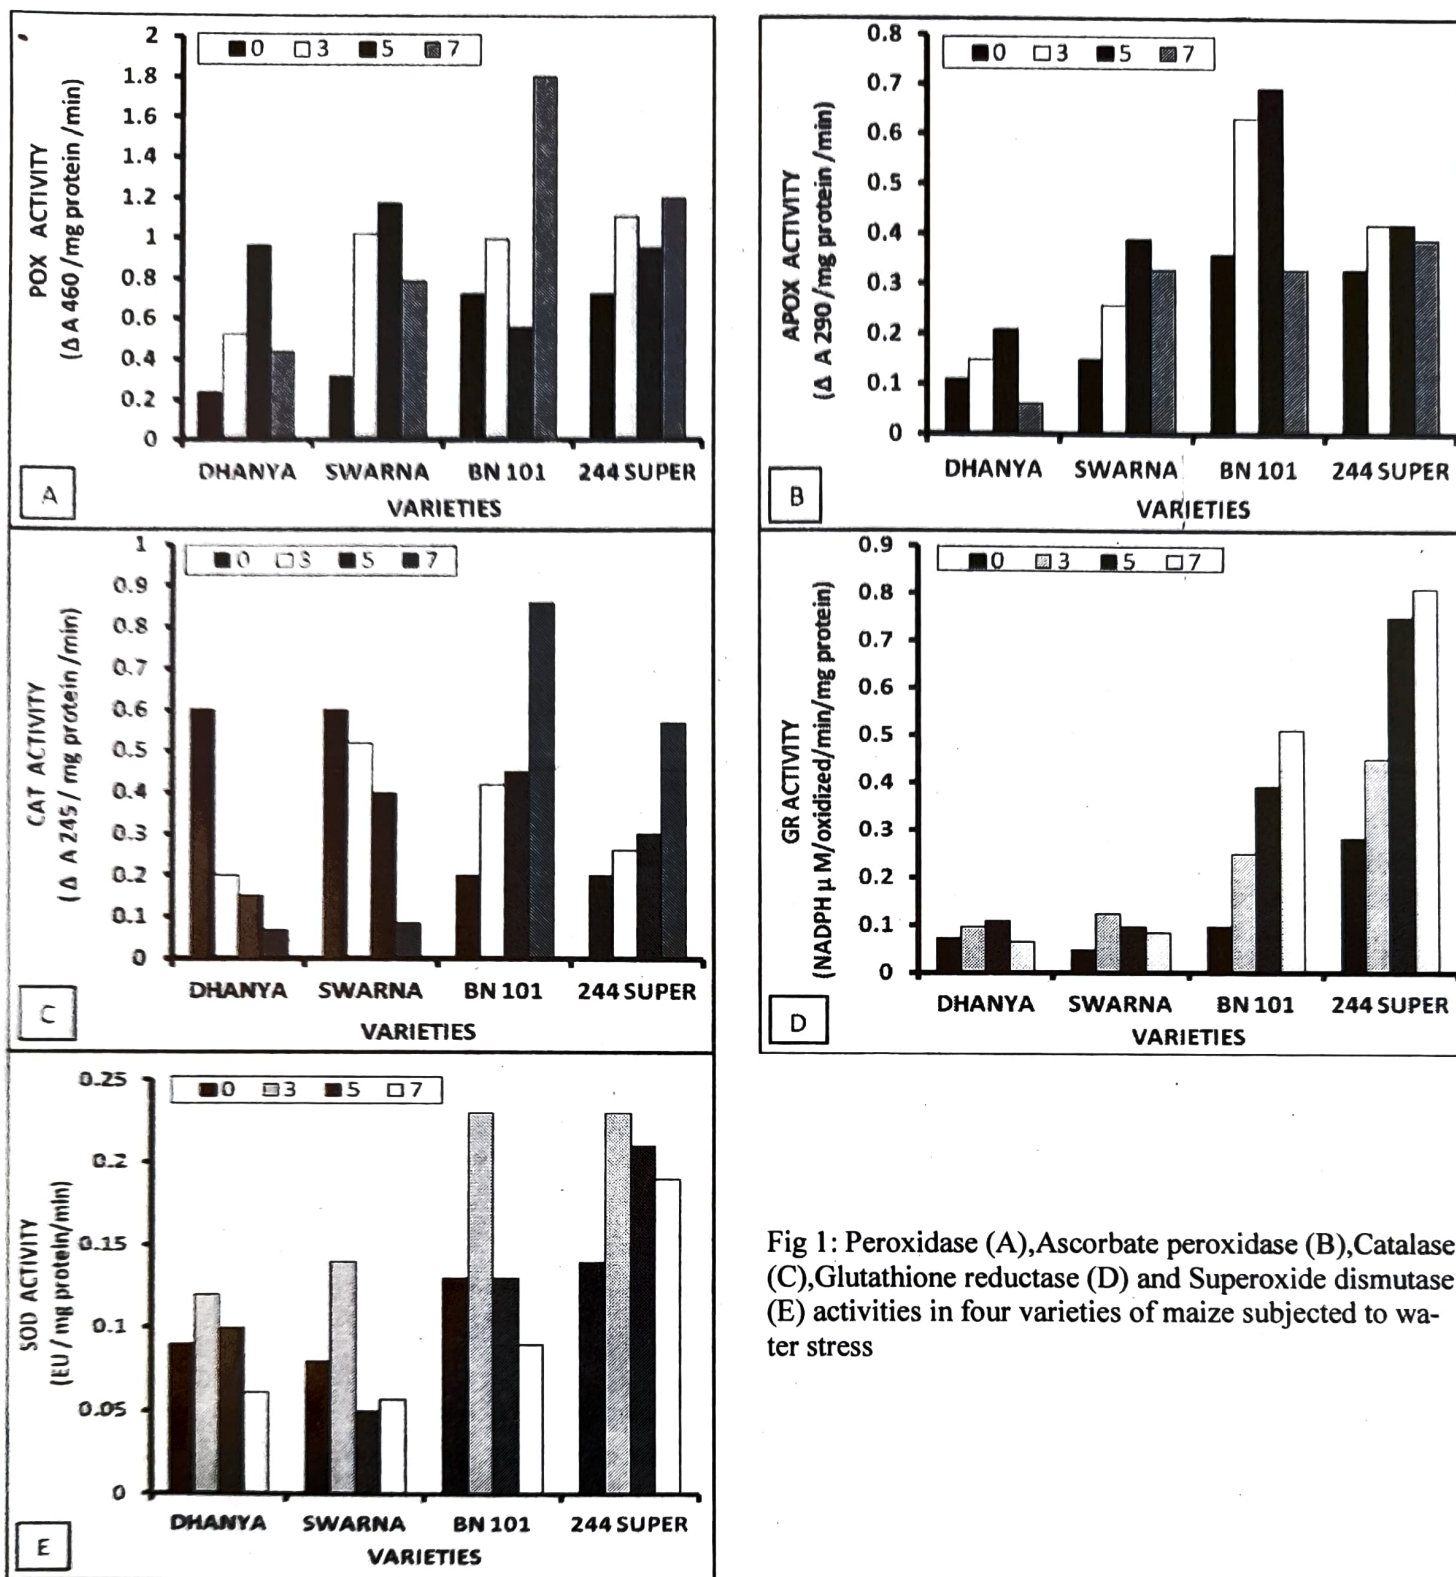 0 3 5 7
2
1.8
1.6
1.4
1.2
1
0.8
0.6
0.4
0.2
0
POX ACTIVITY
(Δ A 460 /mg protein /min)
DHANYA SWARNA BN 101 244 SUPER
VARIETIES
A
0 3 5 7
0.8
0.7
0.6
0.5
0.4
0.3
0.2
0.1
0
APOX ACTIVITY
(Δ A 290 /mg protein /min)
DHANYA SWARNA BN 101 244 SUPER
VARIETIES
B
0 3 5 7
1
0.9
0.8
0.7
0.6
0.5
0.4
0.3
0.2
0.1
0
CAT ACTIVITY
(Δ A 245 / mg protein /min)
DHANYA SWARNA BN 101 244 SUPER
VARIETIES
C
0 3 5 7
0.9
0.8
0.7
0.6
0.5
0.4
0.3
0.2
0.1
0
GR ACTIVITY
(NADPH μ M/oxidized/min/mg protein)
DHANYA SWARNA BN 101 244 SUPER
VARIETIES
D
0 3 5 7
0.25
0.2
0.15
0.1
0.05
0
SOD ACTIVITY
(EU / mg protein/min)
DHANYA SWARNA BN 101 244 SUPER
VARIETIES
E
Fig 1: Peroxidase (A),Ascorbate peroxidase (B),Catalase
(C),Glutathione reductase (D) and Superoxide dismutase
(E) activities in four varieties of maize subjected to wa-
ter stress